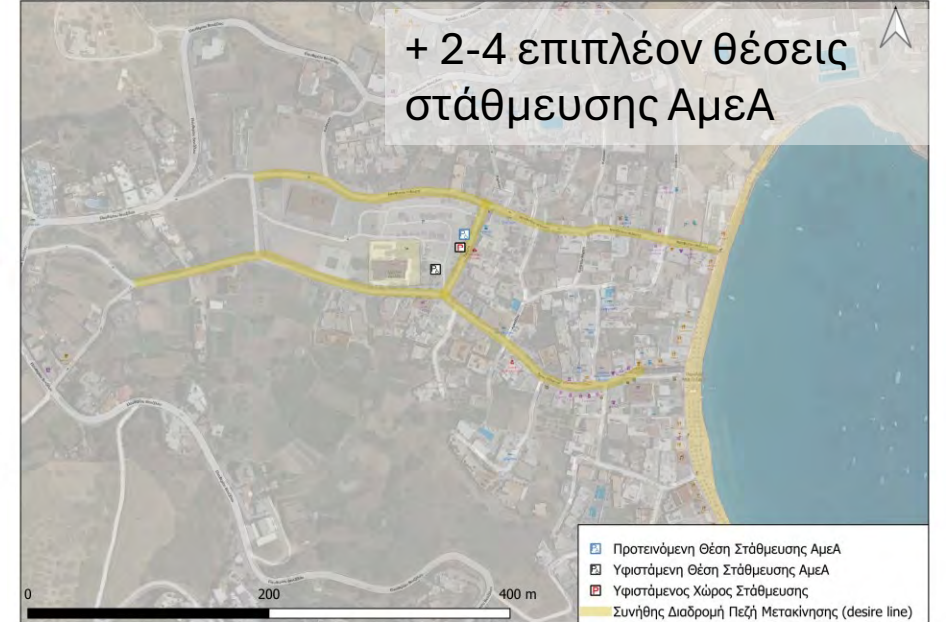 + 2-4 επιπλέον θέσεις
στάθμευσης ΑμεΑ
Προτεινόμενη Θέση Στάθμευσης ΑμεΑ
Υφιστάμενη Θέση Στάθμευσης ΑμεΑ
Υφιστάμενος Χώρος Στάθμευσης
Συνήθης Διαδρομή Πεζή Μετακίνησης (desire line)
0 200 400 m